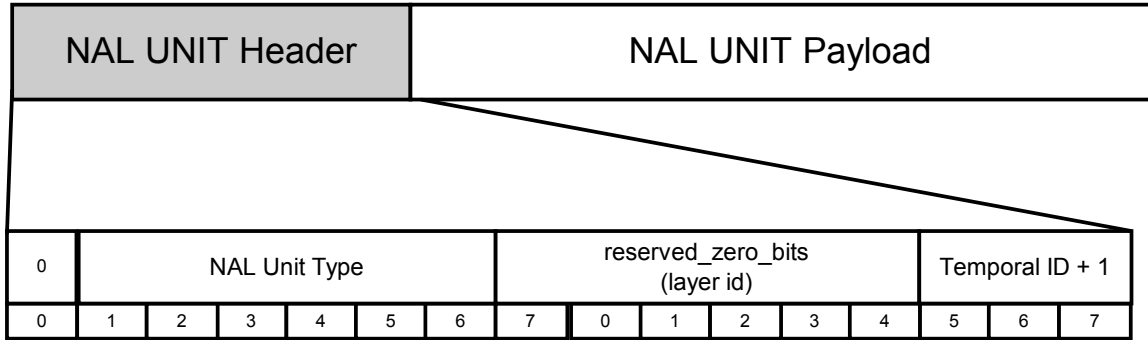 NAL UNIT Header NAL UNIT Payload
0 NAL Unit Type reserved_zero_bits Temporal ID + 1
(layer id)
0 1 2 3 4 5 6 7 0 1 2 3 4 5 6 7